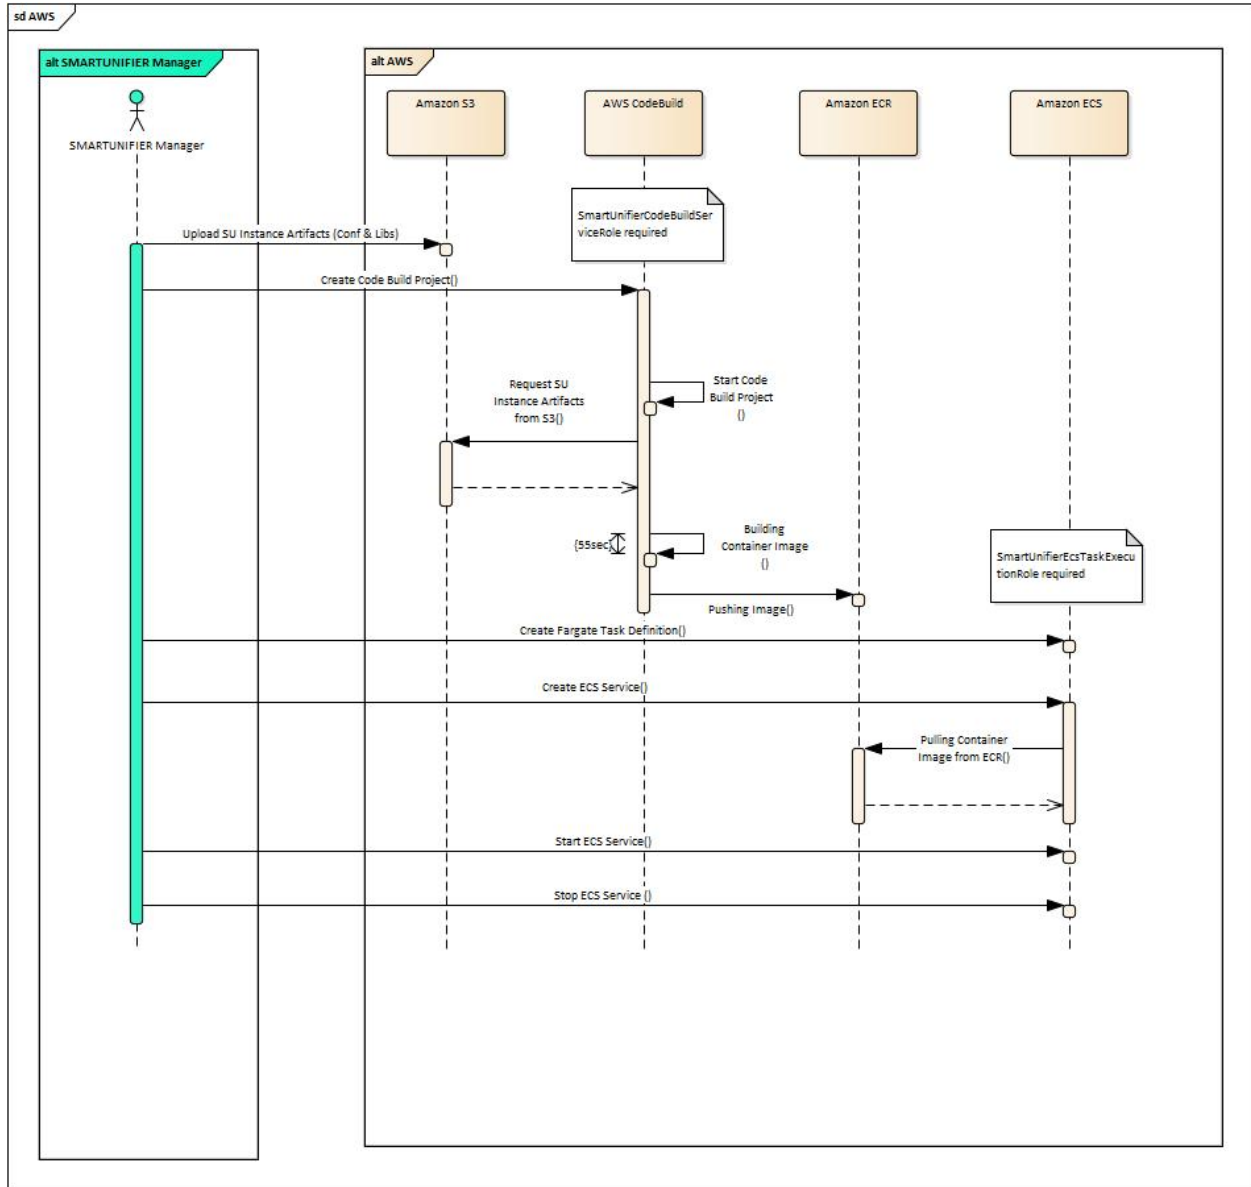 sd AWS
alt SMARTUNIFIER Manager
alt AWS
SMARTUNIFIER Manager
Amazon S3
AWS CodeBuild
Amazon ECR
Amazon ECS
SmartUnifierCodeBuildSer
viceRole required
Upload SU Instance Artifacts (Conf & Libs)
Create Code Build Project()
Start Code
Build Project
()
Request SU
Instance Artifacts
from S3()
{55sec}
Building
Container Image
()
SmartUnifierEcsTaskExecu
tionRole required
Pushing Image()
Create Fargate Task Definition()
Create ECS Service()
Pulling Container
Image from ECR()
Start ECS Service()
Stop ECS Service ()